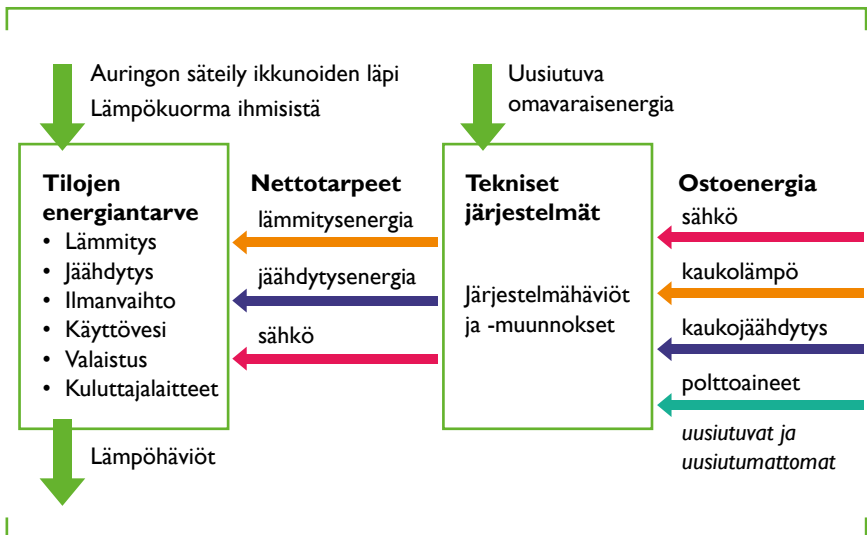 Auringon säteily ikkunoiden läpi
Lämpökuorma ihmisistä
Uusiutuva
omavaraisenergia
Tilojen
energiantarve
• Lämmitys
• Jäähdytys
• Ilmanvaihto
• Käyttövesi
• Valaistus
• Kuluttajalaitteet
Nettotarpeet
lämmitysenergia
jäähdytysenergia
sähkö
Tekniset
järjestelmät
Järjestelmähäviöt
ja -muunnokset
Ostoenergia
sähkö
kaukolämpö
kaukojäähdytys
polttoaineet
uusiutuvat ja
uusiutumattomat
Lämpöhäviöt